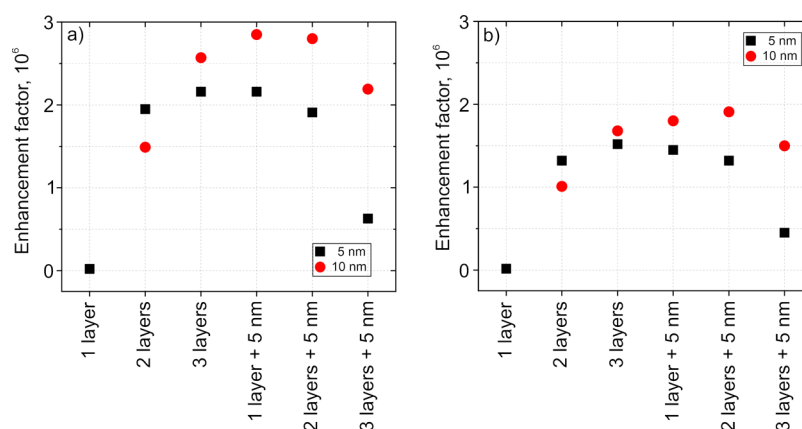 a)
Enhancement factor, 10⁶
3
2
1
0
5 nm
10 nm
1 layer
2 layers
3 layers
1 layer + 5 nm
2 layers + 5 nm
3 layers + 5 nm
b)
Enhancement factor, 10⁶
3
2
1
0
5 nm
10 nm
1 layer
2 layers
3 layers
1 layer + 5 nm
2 layers + 5 nm
3 layers + 5 nm